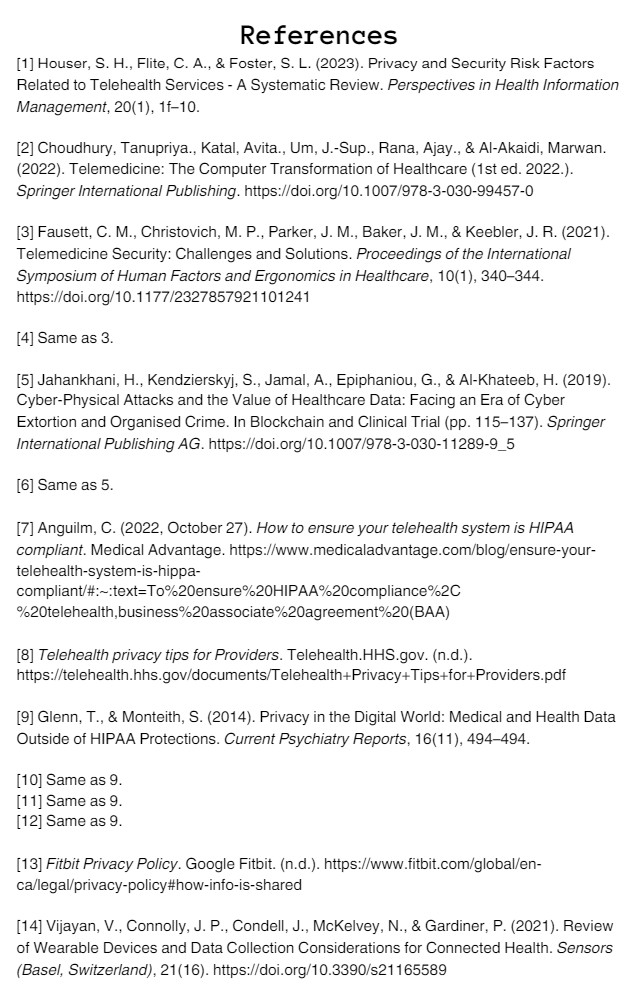 References
[1] Houser, S. H., Flite, C. A., & Foster, S. L. (2023). Privacy and Security Risk Factors
Related to Telehealth Services - A Systematic Review. Perspectives in Health Information
Management, 20(1), 1f–10.
[2] Choudhury, Tanupriya., Katal, Avita., Um, J.-Sup., Rana, Ajay., & Al-Akaidi, Marwan.
(2022). Telemedicine: The Computer Transformation of Healthcare (1st ed. 2022.).
Springer International Publishing. https://doi.org/10.1007/978-3-030-99457-0
[3] Fausett, C. M., Christovich, M. P., Parker, J. M., Baker, J. M., & Keebler, J. R. (2021).
Telemedicine Security: Challenges and Solutions. Proceedings of the International
Symposium of Human Factors and Ergonomics in Healthcare, 10(1), 340–344.
https://doi.org/10.1177/2327857921101241
[4] Same as 3.
[5] Jahankhani, H., Kendzierskyj, S., Jamal, A., Epiphaniou, G., & Al-Khateeb, H. (2019).
Cyber-Physical Attacks and the Value of Healthcare Data: Facing an Era of Cyber
Extortion and Organised Crime. In Blockchain and Clinical Trial (pp. 115–137). Springer
International Publishing AG. https://doi.org/10.1007/978-3-030-11289-9_5
[6] Same as 5.
[7] Anguilm, C. (2022, October 27). How to ensure your telehealth system is HIPAA
compliant. Medical Advantage. https://www.medicaladvantage.com/blog/ensure-your-
telehealth-system-is-hippa-
compliant/#:~:text=To%20ensure%20HIPAA%20compliance%2C
%20telehealth,business%20associate%20agreement%20(BAA)
[8] Telehealth privacy tips for Providers. Telehealth.HHS.gov. (n.d.).
https://telehealth.hhs.gov/documents/Telehealth+Privacy+Tips+for+Providers.pdf
[9] Glenn, T., & Monteith, S. (2014). Privacy in the Digital World: Medical and Health Data
Outside of HIPAA Protections. Current Psychiatry Reports, 16(11), 494–494.
[10] Same as 9.
[11] Same as 9.
[12] Same as 9.
[13] Fitbit Privacy Policy. Google Fitbit. (n.d.). https://www.fitbit.com/global/en-
ca/legal/privacy-policy#how-info-is-shared
[14] Vijayan, V., Connolly, J. P., Condell, J., McKelvey, N., & Gardiner, P. (2021). Review
of Wearable Devices and Data Collection Considerations for Connected Health. Sensors
(Basel, Switzerland), 21(16). https://doi.org/10.3390/s21165589